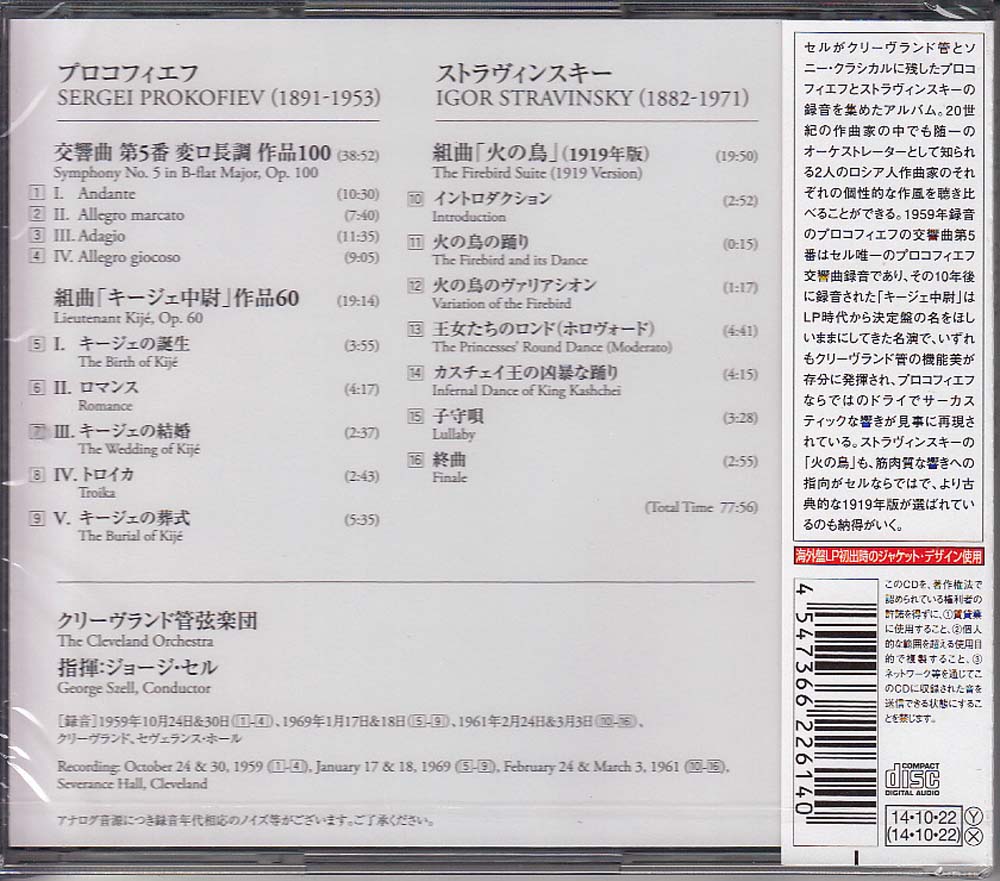 プロコフィエフ
SERGEI PROKOFIEV (1891-1953)
交響曲 第5番 変ロ長調 作品100 (38:52)
Symphony No. 5 in B-flat Major, Op. 100
1 I. Andante (10:30)
2 II. Allegro marcato (7:40)
3 III. Adagio (11:35)
4 IV. Allegro giocoso (9:05)
組曲「キージェ中尉」作品60 (19:14)
Lieutenant Kijé, Op. 60
5 I. キージェの誕生 (3:55)
The Birth of Kijé
6 II. ロマンス (4:17)
Romance
7 III. キージェの結婚 (2:37)
The Wedding of Kijé
8 IV. トロイカ (2:43)
Troika
9 V. キージェの葬式 (5:35)
The Burial of Kijé
ストラヴィンスキー
IGOR STRAVINSKY (1882-1971)
組曲「火の鳥」(1919年版) (19:50)
The Firebird Suite (1919 Version)
10 イントロダクション (2:52)
Introduction
11 火の鳥の踊り (0:15)
The Firebird and its Dance
12 火の鳥のヴァリアシオン (1:17)
Variation of the Firebird
13 王女たちのロンド(ホロヴォード) (4:41)
The Princesses' Round Dance (Moderato)
14 カスチェイ王の凶暴な踊り (4:15)
Infernal Dance of King Kashchei
15 子守唄 (3:28)
Lullaby
16 終曲 (2:55)
Finale
(Total Time 77:56)
クリーヴランド管弦楽団
The Cleveland Orchestra
指揮:ジョージ・セル
George Szell, Conductor
[録音]1959年10月24日&30日(1-4)、1969年1月17日&18日(5-9)、1961年2月24日&3月3日(10-16)、
クリーヴランド、セヴェランス・ホール
Recording: October 24 & 30, 1959 (1-4), January 17 & 18, 1969 (5-9), February 24 & March 3, 1961 (10-16),
Severance Hall, Cleveland
アナログ音源につき録音年代相応のノイズ等がございます。ご了承ください。
セルがクリーヴランド管とソ
ニー・クラシカルに残したプロコ
フィエフとストラヴィンスキーの
録音を集めたアルバム。20世
紀の作曲家の中でも随一の
オーケストレーターとして知られ
る2人のロシア人作曲家のそ
れぞれの個性的な作風を聴き比
べることができる。1959年録音
のプロコフィエフの交響曲第5
番はセル唯一のプロコフィエフ
交響曲録音であり、その10年後
に録音された「キージェ中尉」は
LP時代から決定盤の名をほし
いままにしてきた名演で、いずれ
もクリーヴランド管の機能美が
存分に発揮され、プロコフィエフ
ならではのドライでサーカス
ティックな響きが見事に再現さ
れている。ストラヴィンスキーの
「火の鳥」も、筋肉質な響きへの
指向がセルならではで、より古
典的な1919年版が選ばれてい
るのも納得がいく。
海外盤LP初出時のジャケット・デザイン使用
このCDを、著作権法で
認められている権利者の
許諾を得ずに、①賃貸業
に使用すること、②個人
的な範囲を超える使用目
的で複製すること、③
ネットワーク等を通じてこ
のCDに収録された音を
送信できる状態にするこ
とを禁じます。
4 547366 226140
COMPACT
disc
DIGITAL AUDIO
14・10・22 Y
(14・10・22) X